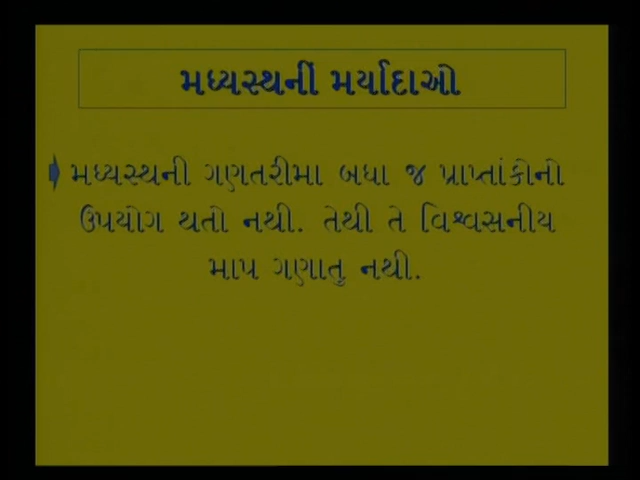 મધ્યસ્થની મર્યાદાઓ
મધ્યસ્થની ગણતરીમા બધા જ પ્રાપ્તાંકોનો
ઉપયોગ થતો નથી. તેથી તે વિશ્વસનીય
માપ ગણાતુ નથી.